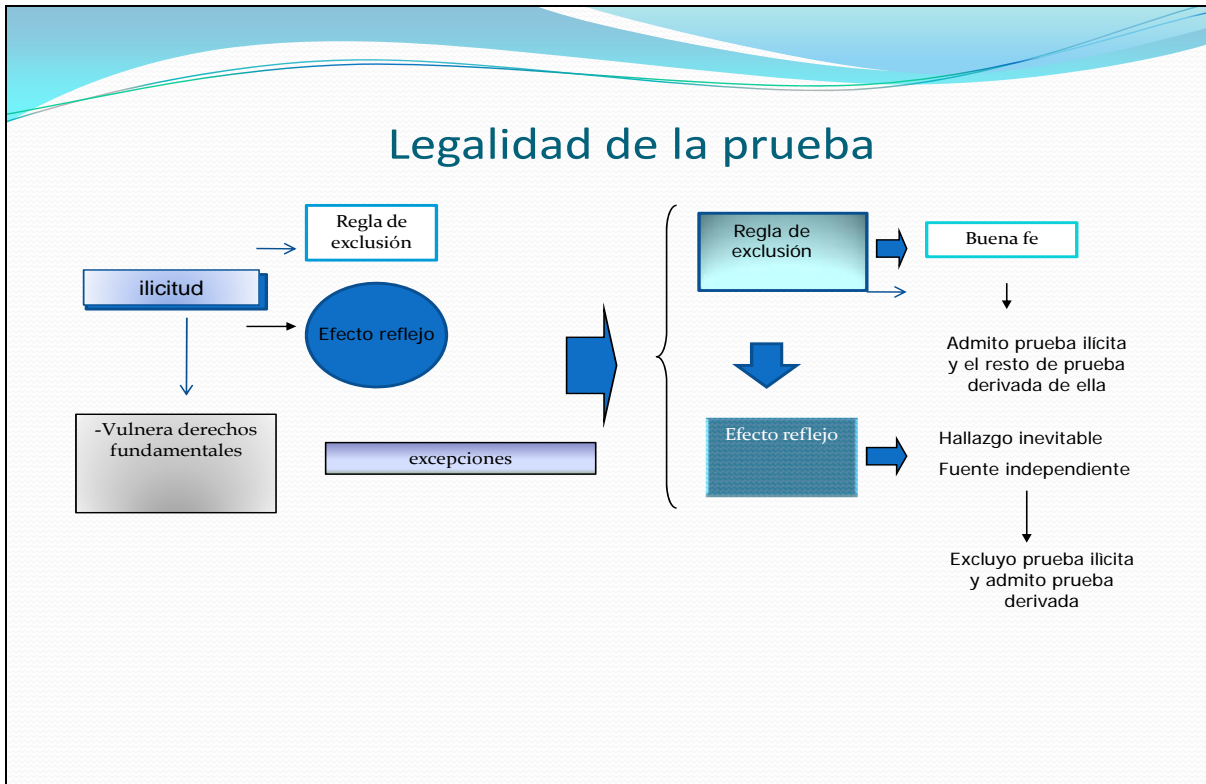 Legalidad de la prueba
Regla de
exclusión
ilicitud
Efecto reflejo
-Vulnera derechos
fundamentales
excepciones
Regla de
exclusión
Buena fe
Admito prueba ilícita
y el resto de prueba
derivada de ella
Efecto reflejo
Hallazgo inevitable
Fuente independiente
Excluyo prueba ilìcita
y admito prueba
derivada